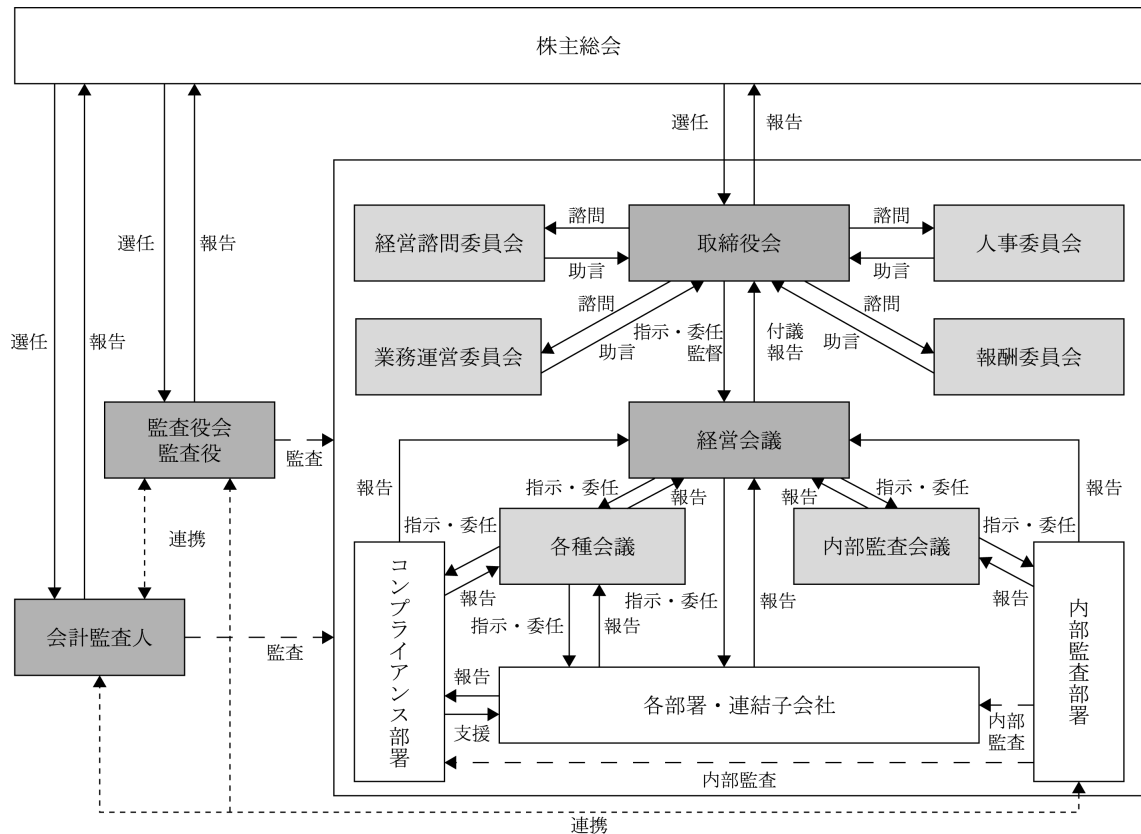 株主総会
選任
報告
諮問
諮問
経営諮問委員会
取締役会
人事委員会
選任
報告
助言
助言
諮問
諮問
選任
報告
業務運営委員会
助言
指示・委任
監督
付議
報告
助言
報酬委員会
監査役会
監査役
監査
経営会議
報告
指示・委任
報告
報告
指示・委任
報告
連携
指示・委任
各種会議
内部監査会議
指示・委任
コンプライアンス部署
報告
指示・委任
報告
報告
内部監査部署
会計監査人
監査
指示・委任
報告
報告
支援
各部署・連結子会社
内部
監査
内部監査
連携